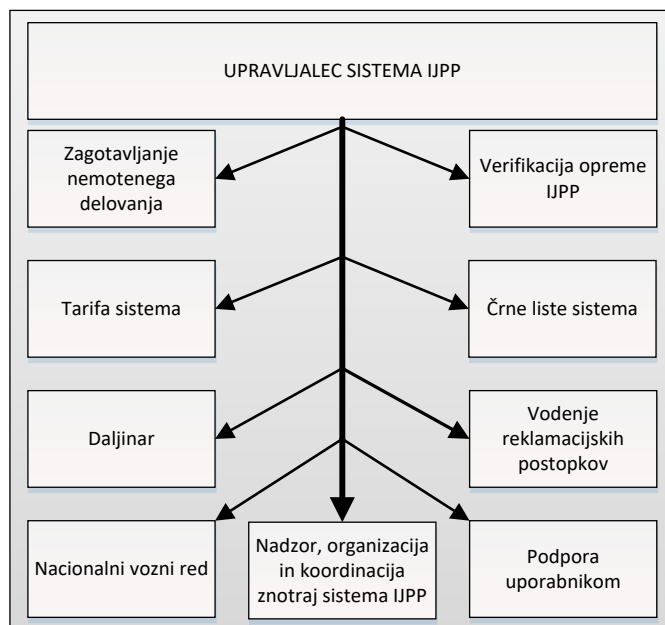 UPRAVLJALEC SISTEMA IJPP
Zagotavljanje
nemotenega
delovanja
Verifikacija opreme
IJPP
Tarifa sistema
Črne liste sistema
Daljinar
Vodenje
reklamacijskih
postopkov
Nacionalni vozni red
Nadzor, organizacija
in koordinacija
znotraj sistema IJPP
Podpora
uporabnikom